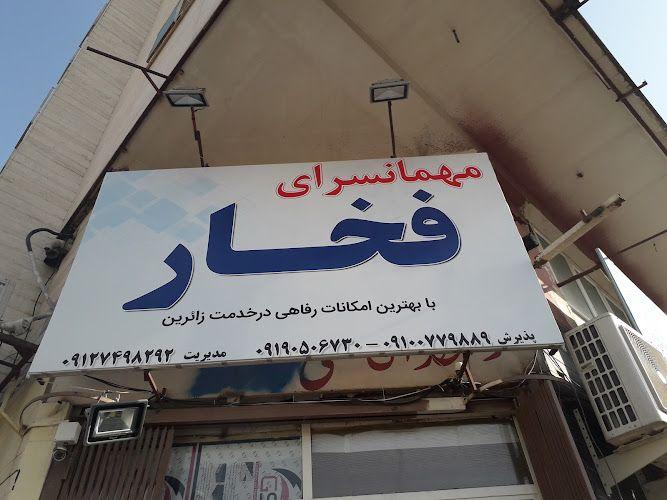 مهمانسرای
فخار
با بهترین امکانات رفاهی درخدمت زائرین
پذیرش ۰۹۱۰۰۷۷۹۸۸۹ - ۰۹۱۹۰۵۰۶۷۳۰ مدیریت ۰۹۱۲۷۴۹۸۲۹۲